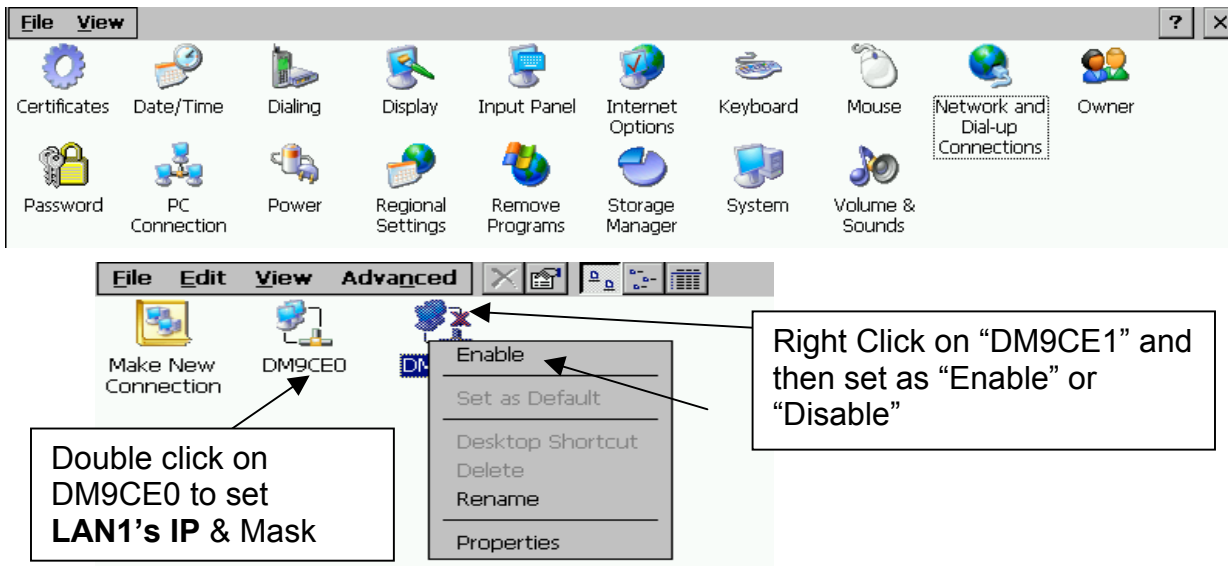 File View ? ×
Certificates Date/Time Dialing Display Input Panel Internet Options Keyboard Mouse Network and Dial-up Connections Owner
Password PC Connection Power Regional Settings Remove Programs Storage Manager System Volume & Sounds
File Edit View Advanced
Make New Connection DM9CE0
Enable
Set as Default
Desktop Shortcut
Delete
Rename
Properties
Right Click on “DM9CE1” and
then set as “Enable” or
“Disable”
Double click on
DM9CE0 to set
LAN1’s IP & Mask